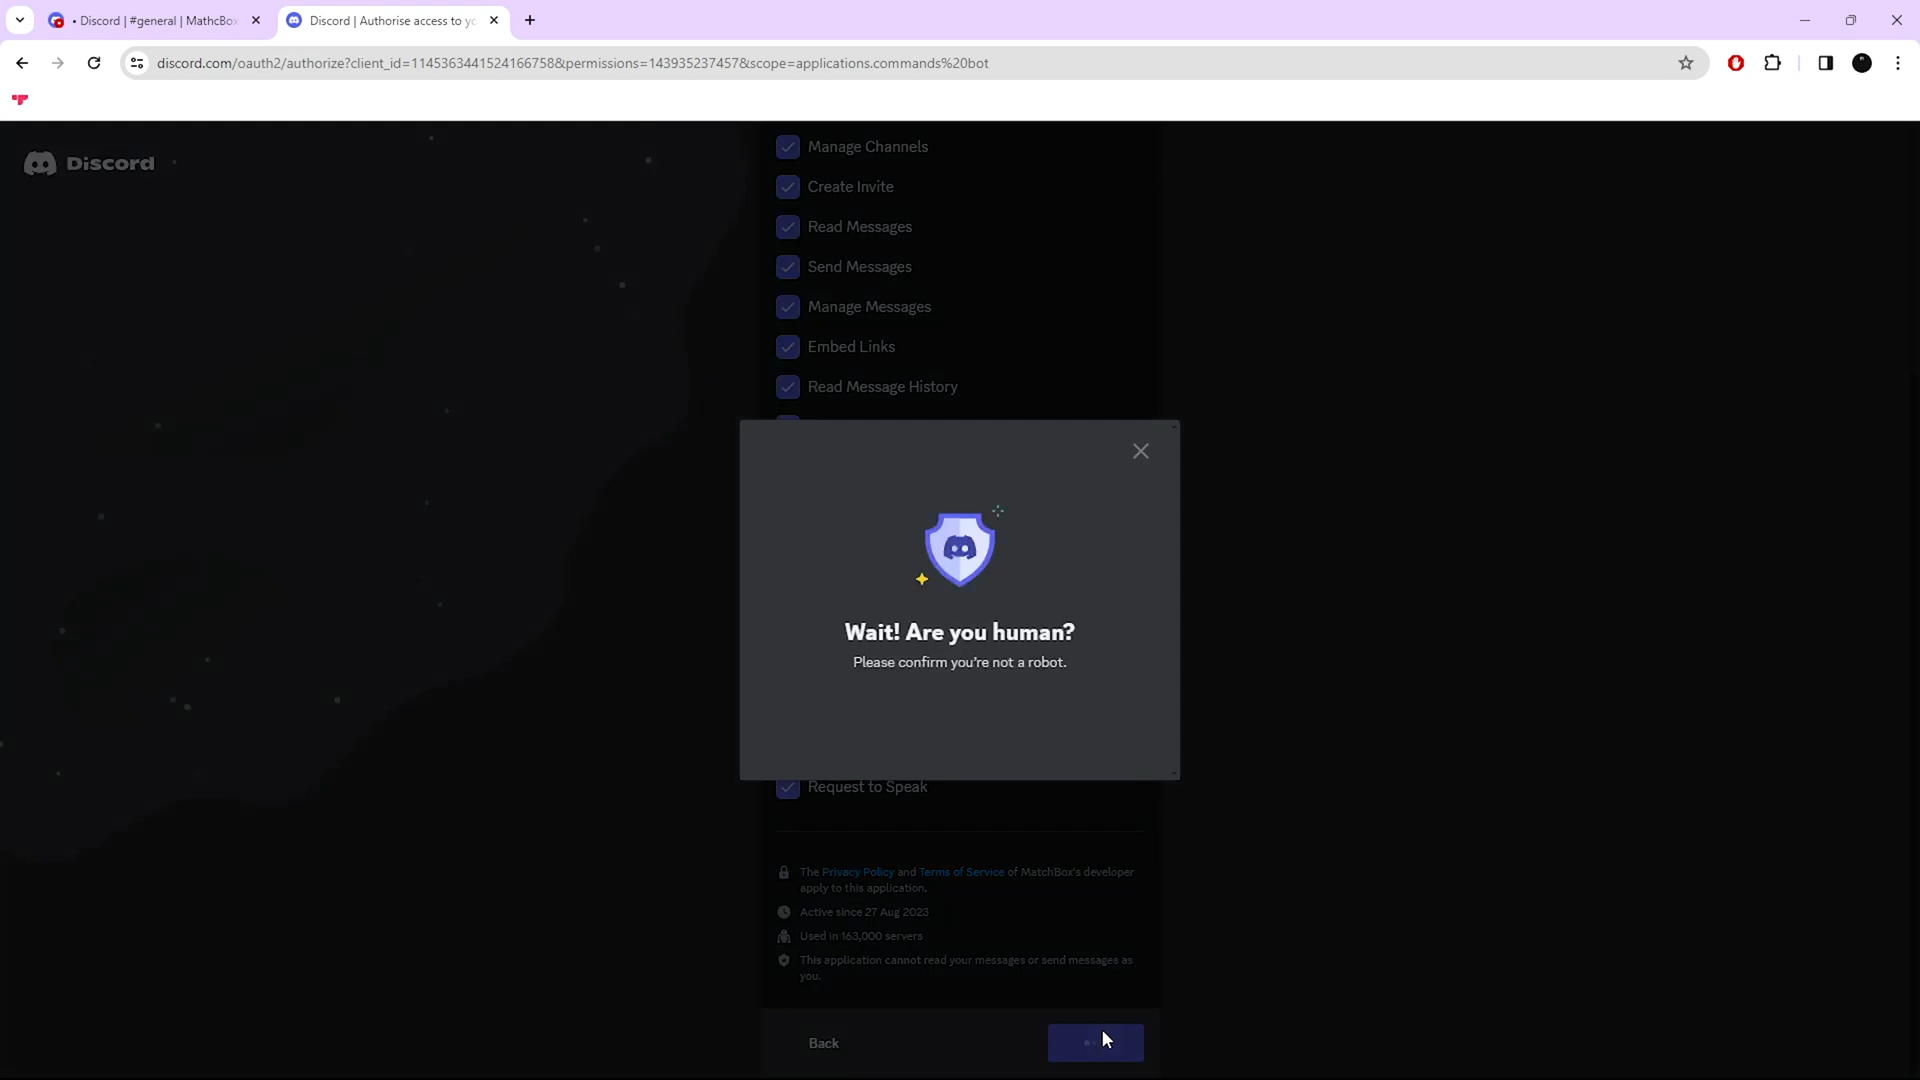 • Discord | #general | MathcBox
Discord | Authorise access to yo
discord.com/oauth2/authorize?client_id=1145363441524166758&permissions=143935237457&scope=applications.commands%20bot
Discord
Manage Channels
Create Invite
Read Messages
Send Messages
Manage Messages
Embed Links
Read Message History
Wait! Are you human?
Please confirm you're not a robot.
Request to Speak
The Privacy Policy and Terms of Service of MatchBox's developer
apply to this application.
Active since 27 Aug 2023
Used in 163,000 servers
This application cannot read your messages or send messages as
you.
Back